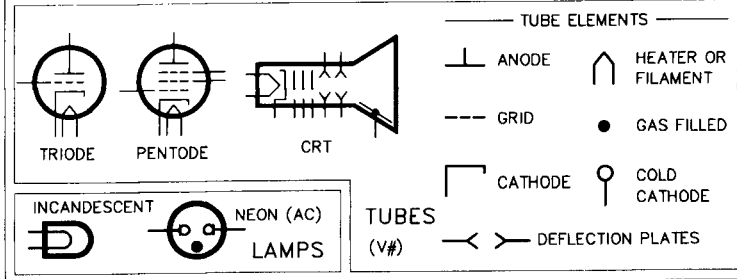 TRIODE
PENTODE
CRT
TUBE ELEMENTS
ANODE
HEATER OR
FILAMENT
GRID
GAS FILLED
CATHODE
COLD
CATHODE
DEFLECTION PLATES
TUBES
(V#)
INCANDESCENT
NEON (AC)
LAMPS